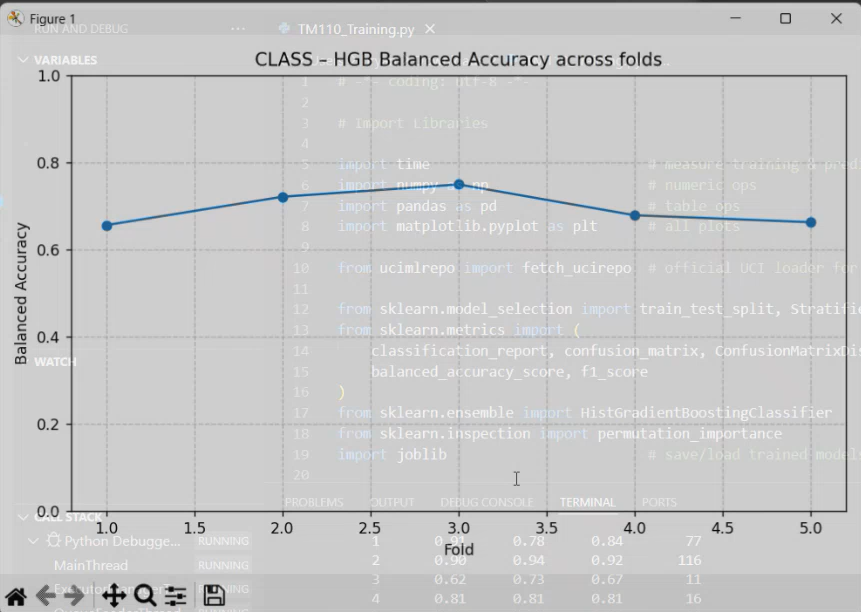 Figure 1
RUN AND DEBUG ... TM110_Training.py
VARIABLES
CLASS – HGB Balanced Accuracy across folds
1 # -*- coding: utf-8 -*-
2
3 # Import Libraries
4
5 import time # measure training & pred
6 import numpy as np # numeric ops
7 import pandas as pd # table ops
8 import matplotlib.pyplot as plt # all plots
9
10 from ucimlrepo import fetch_ucirepo # official UCI loader for
11
12 from sklearn.model_selection import train_test_split, Stratifi
13 from sklearn.metrics import (
14 classification_report, confusion_matrix, ConfusionMatrixDis
15 balanced_accuracy_score, f1_score
16 )
17 from sklearn.ensemble import HistGradientBoostingClassifier
18 from sklearn.inspection import permutation_importance
19 import joblib # save/load trained models
20
WATCH
PROBLEMS OUTPUT DEBUG CONSOLE TERMINAL PORTS
CALL STACK
Python Debugge... RUNNING
MainThread RUNNING
RUNNING
1 0.91 0.78 0.84 77
2 0.90 0.94 0.92 116
3 0.62 0.73 0.67 11
4 0.81 0.81 0.81 16
Balanced Accuracy
1.0
0.8
0.6
0.4
0.2
0.0
1.0 1.5 2.0 2.5 3.0 3.5 4.0 4.5 5.0
Fold